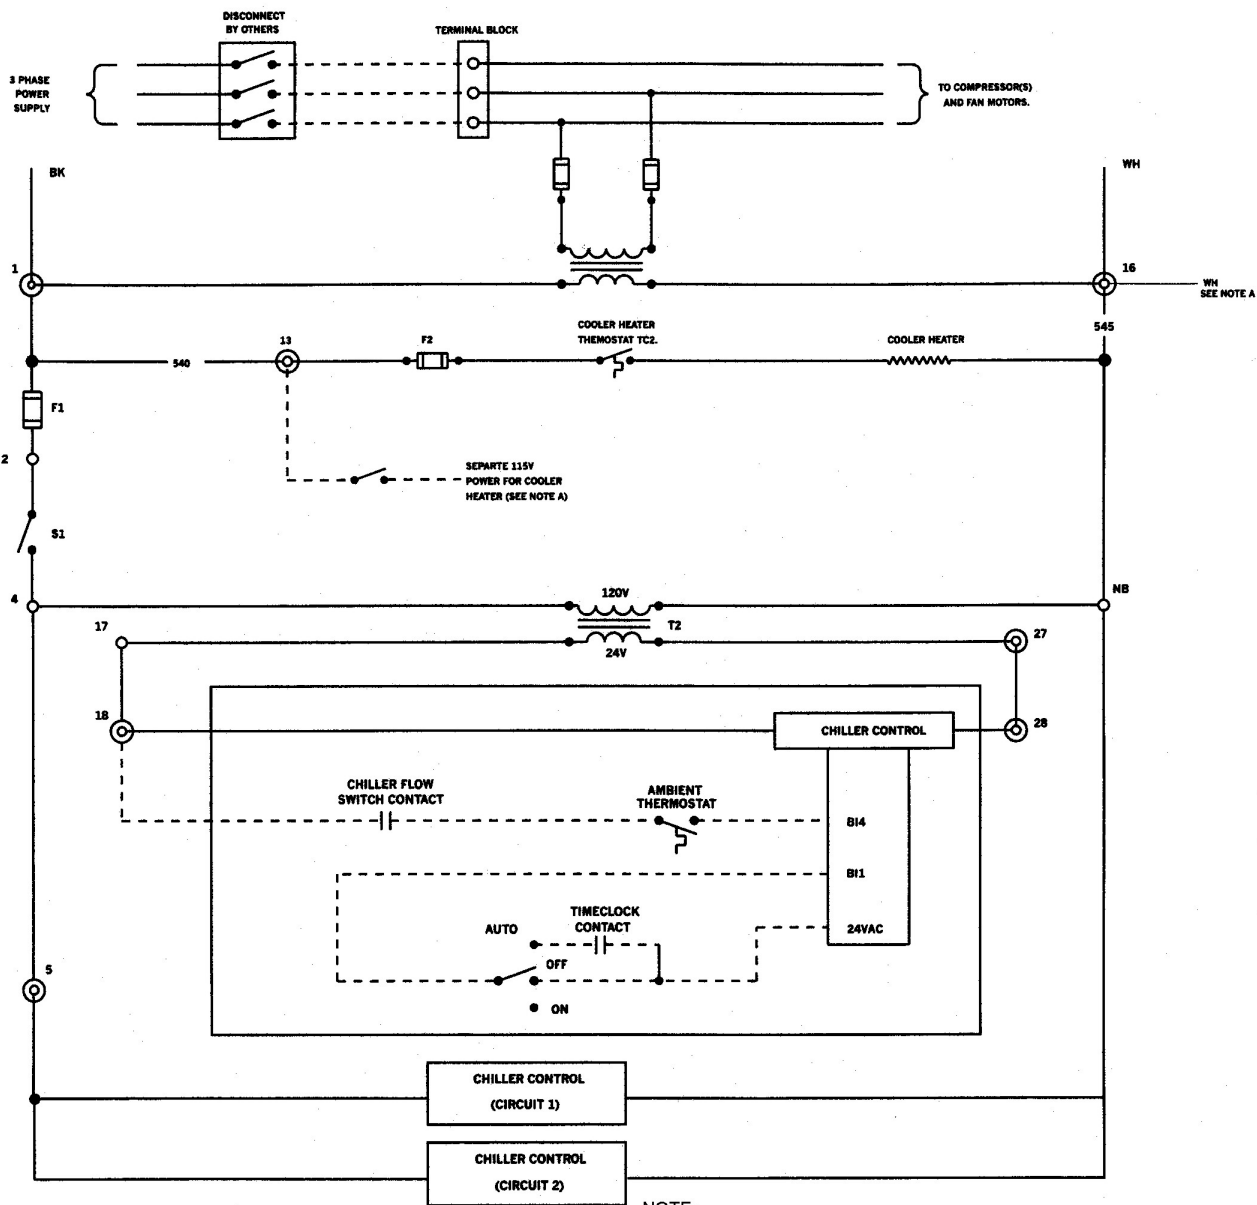 DISCONNECT
BY OTHERS
TERMINAL BLOCK
3 PHASE
POWER
SUPPLY
TO COMPRESSOR(S)
AND FAN MOTORS.
BK
WH
1
16
WH
SEE NOTE A
545
540
13
F2
COOLER HEATER
THEMOSTAT TC2.
COOLER HEATER
F1
2
SEPARTE 115V
POWER FOR COOLER
HEATER (SEE NOTE A)
S1
4
120V
NB
17
T2
24V
27
18
CHILLER CONTROL
28
CHILLER FLOW
SWITCH CONTACT
AMBIENT
THERMOSTAT
BI4
BI1
TIMECLOCK
CONTACT
AUTO
24VAC
OFF
5
ON
CHILLER CONTROL
(CIRCUIT 1)
CHILLER CONTROL
(CIRCUIT 2)